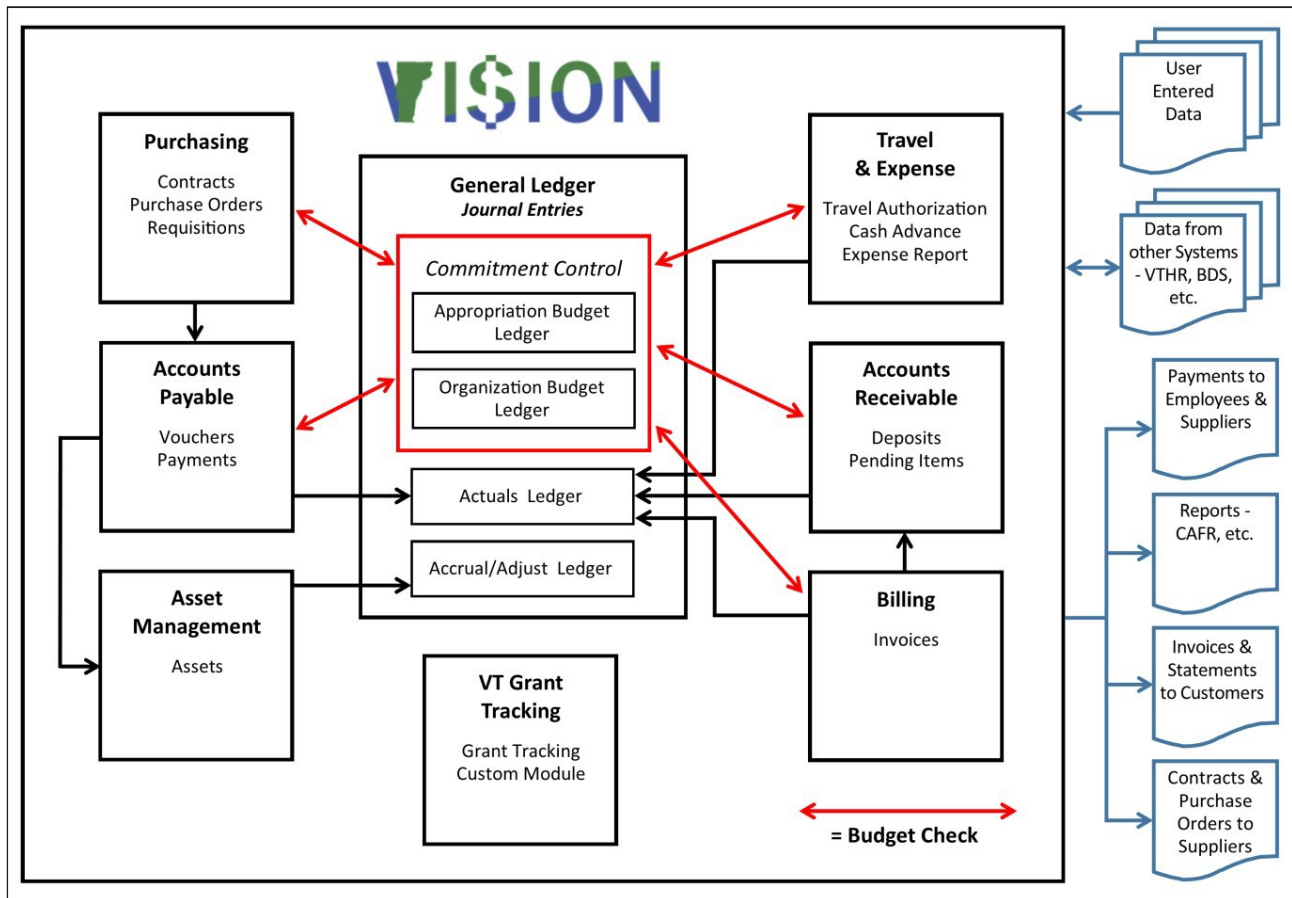 VISION
Purchasing
Contracts
Purchase Orders
Requisitions
Accounts
Payable
Vouchers
Payments
Asset
Management
Assets
General Ledger
Journal Entries
Commitment Control
Appropriation Budget
Ledger
Organization Budget
Ledger
Actuals Ledger
Accrual/Adjust Ledger
VT Grant
Tracking
Grant Tracking
Custom Module
Travel
& Expense
Travel Authorization
Cash Advance
Expense Report
Accounts
Receivable
Deposits
Pending Items
Billing
Invoices
= Budget Check
User
Entered
Data
Data from
other Systems
- VTHR, BDS,
etc.
Payments to
Employees &
Suppliers
Reports -
CAFR, etc.
Invoices &
Statements
to Customers
Contracts &
Purchase
Orders to
Suppliers